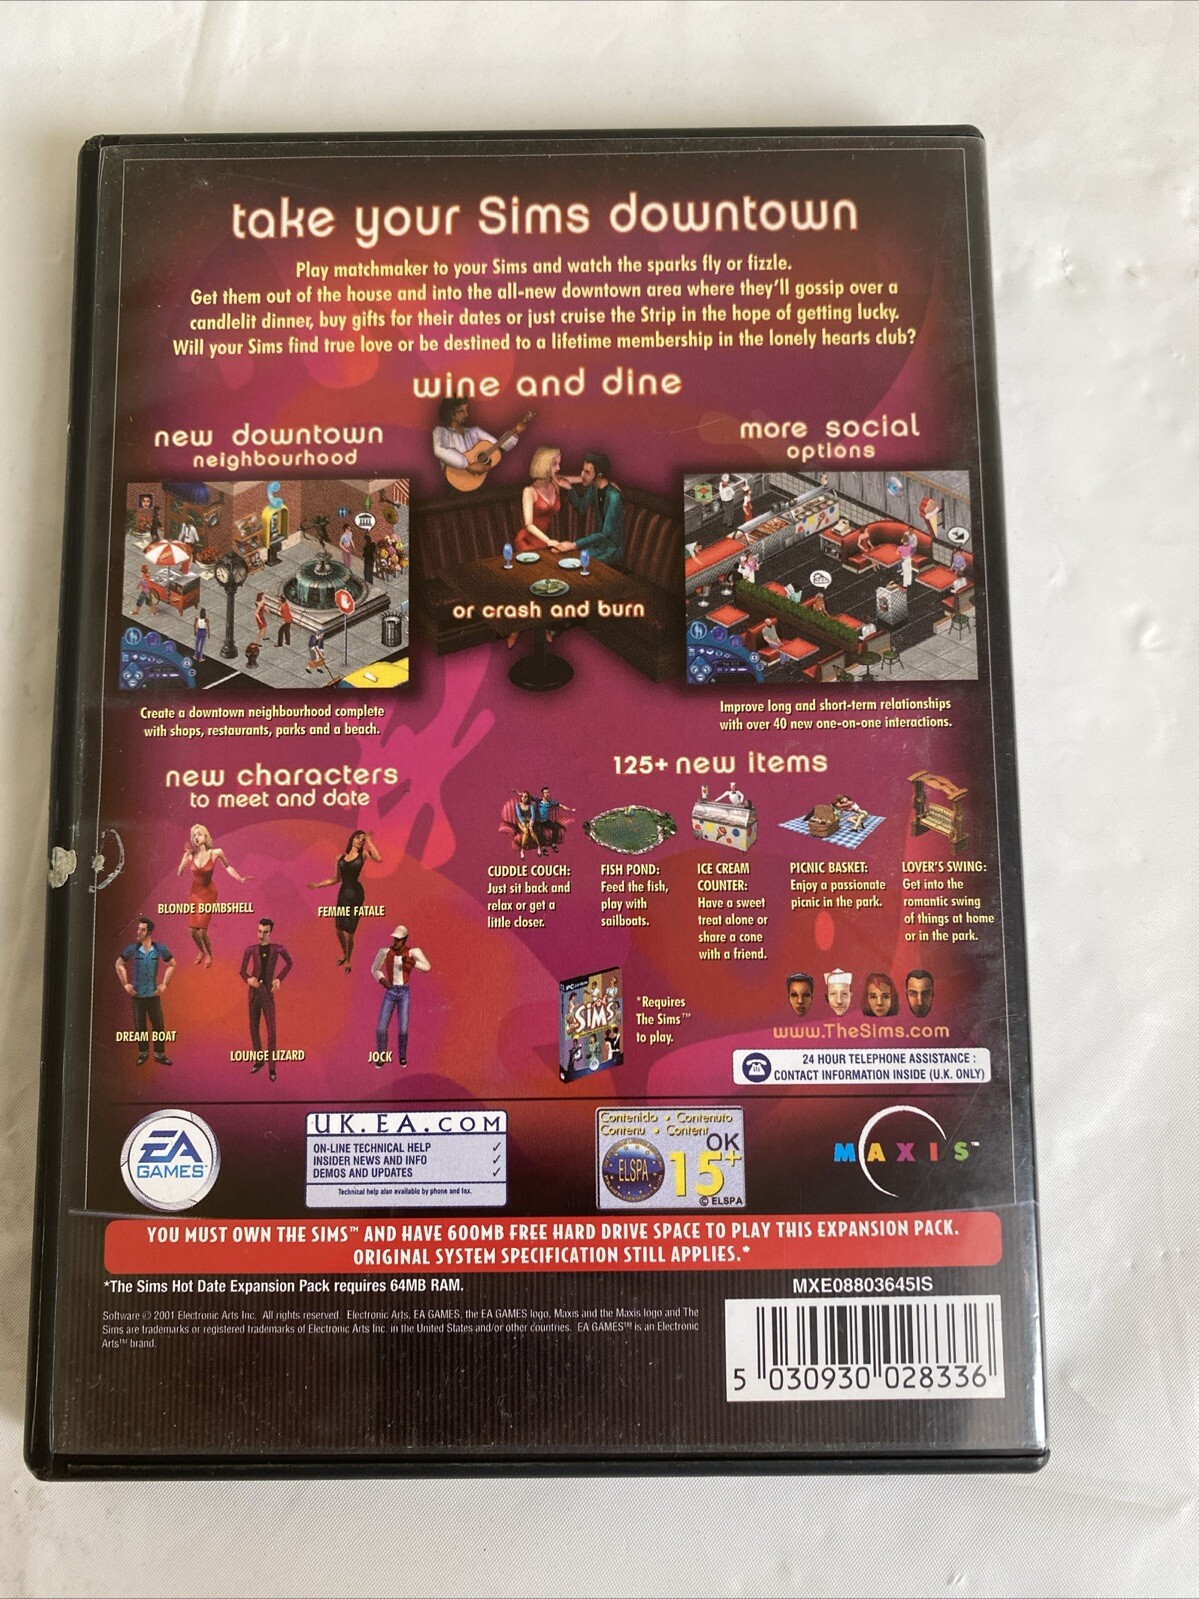 take your Sims downtown
Play matchmaker to your Sims and watch the sparks fly or fizzle.
Get them out of the house and into the all-new downtown area where they'll gossip over a
candlelit dinner, buy gifts for their dates or just cruise the Strip in the hope of getting lucky.
Will your Sims find true love or be destined to a lifetime membership in the lonely hearts club?
wine and dine
or crash and burn
new downtown
neighbourhood
Create a downtown neighbourhood complete
with shops, restaurants, parks and a beach.
more social
options
Improve long and short-term relationships
with over 40 new one-on-one interactions.
new characters
to meet and date
BLONDE BOMBSHELL
FEMME FATALE
DREAM BOAT
LOUNGE LIZARD
JOCK
125+ new items
CUDDLE COUCH:
Just sit back and
relax or get a
little closer.
FISH POND:
Feed the fish,
play with
sailboats.
ICE CREAM
COUNTER:
Have a sweet
treat alone or
share a cone
with a friend.
PICNIC BASKET:
Enjoy a passionate
picnic in the park.
LOVER'S SWING:
Get into the
romantic swing
of things at home
or in the park.
The SIMS
*Requires
The Sims™
to play.
www.TheSims.com
24 HOUR TELEPHONE ASSISTANCE :
CONTACT INFORMATION INSIDE (U.K. ONLY)
EA
GAMES™
UK.EA.COM
ON-LINE TECHNICAL HELP ✓
INSIDER NEWS AND INFO ✓
DEMOS AND UPDATES ✓
Technical help also available by phone and fax.
Contenido • Contenuto
Contenu • Content
ELSPA
OK
15+
© ELSPA
MAXIS™
YOU MUST OWN THE SIMS™ AND HAVE 600MB FREE HARD DRIVE SPACE TO PLAY THIS EXPANSION PACK.
ORIGINAL SYSTEM SPECIFICATION STILL APPLIES.*
*The Sims Hot Date Expansion Pack requires 64MB RAM.
Software © 2001 Electronic Arts Inc. All rights reserved. Electronic Arts, EA GAMES, the EA GAMES logo, Maxis and the Maxis logo and The
Sims are trademarks or registered trademarks of Electronic Arts Inc. in the United States and/or other countries. EA GAMES™ is an Electronic
Arts™ brand.
MXE08803645IS
5 030930 028336